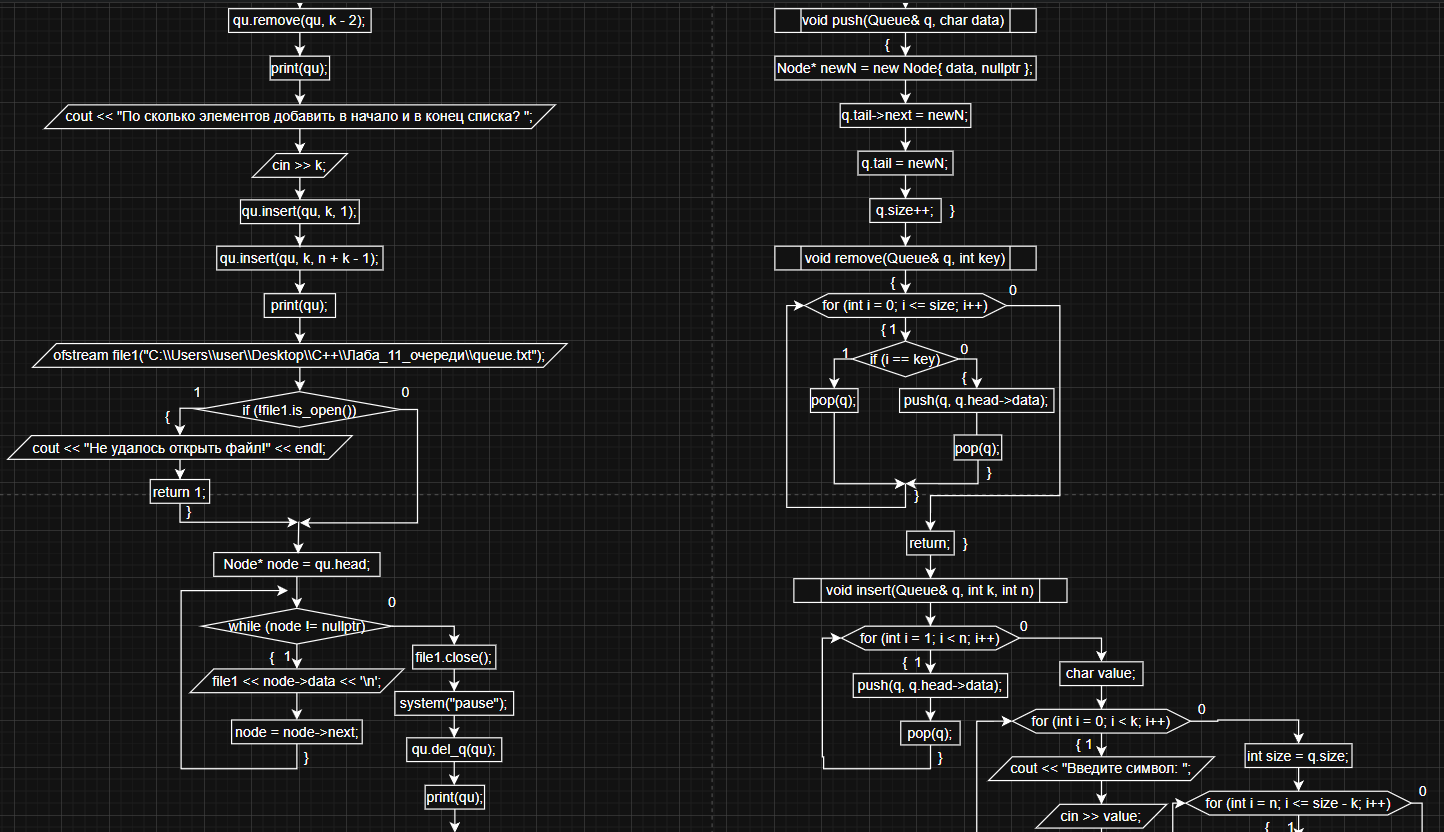 qu.remove(qu, k - 2);
print(qu);
cout << "По сколько элементов добавить в начало и в конец списка? ";
cin >> k;
qu.insert(qu, k, 1);
qu.insert(qu, k, n + k - 1);
print(qu);
ofstream file1("C:\\Users\\user\\Desktop\\C++\\Лаба_11_очереди\\queue.txt");
1
0
if (!file1.is_open())
{
cout << "Не удалось открыть файл!" << endl;
return 1;
}
Node* node = qu.head;
0
while (node != nullptr)
{ 1
file1 << node->data << '\n';
node = node->next;
}
file1.close();
system("pause");
qu.del_q(qu);
print(qu);
void push(Queue& q, char data)
{
Node* newN = new Node{ data, nullptr };
q.tail->next = newN;
q.tail = newN;
q.size++; }
void remove(Queue& q, int key)
{
0
for (int i = 0; i <= size; i++)
{ 1
1
0
if (i == key)
{
pop(q);
push(q, q.head->data);
pop(q);
}
}
return; }
void insert(Queue& q, int k, int n)
0
for (int i = 1; i < n; i++)
{ 1
push(q, q.head->data);
pop(q);
}
char value;
0
for (int i = 0; i < k; i++)
{ 1
cout << "Введите символ: ";
cin >> value;
int size = q.size;
0
for (int i = n; i <= size - k; i++)
{ 1